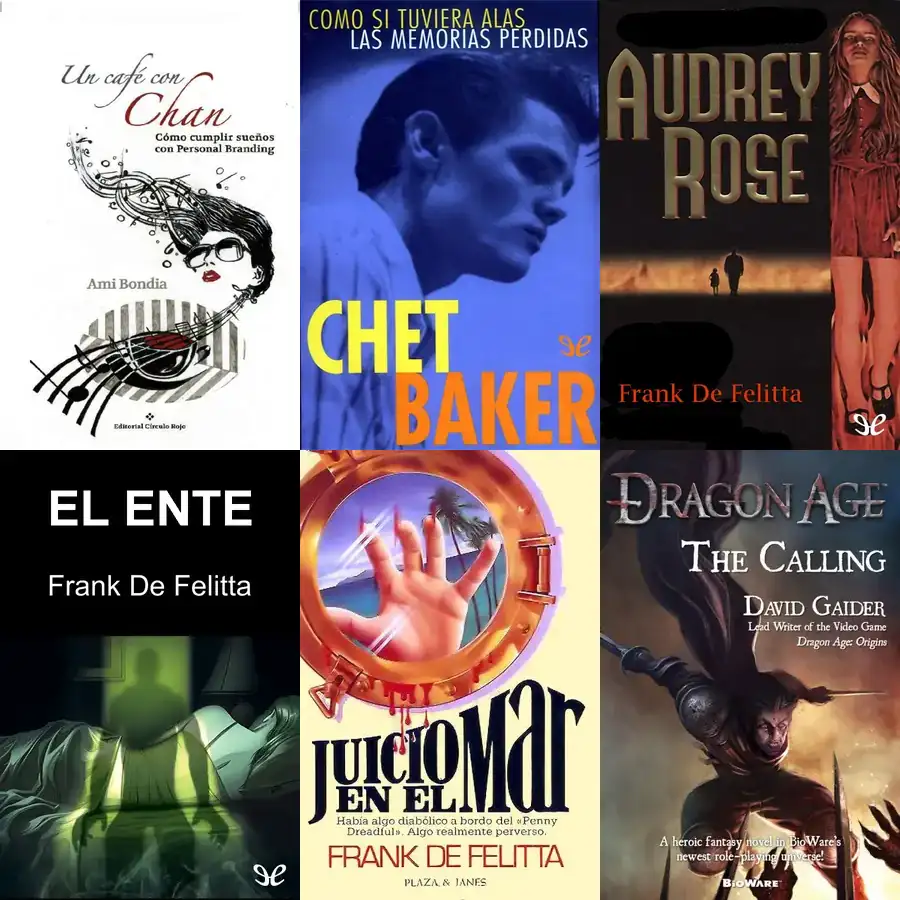 Un café con
Chan
Cómo cumplir sueños
con Personal Branding
Ami Bondia
Editorial Círculo Rojo
COMO SI TUVIERA ALAS
LAS MEMORIAS PERDIDAS
CHET
BAKER
AUDREY
ROSE
Frank De Felitta
EL ENTE
Frank De Felitta
JUICIO
EN EL
Mar
Había algo diabólico a bordo del «Penny
Dreadful». Algo realmente perverso.
FRANK DE FELITTA
PLAZA & JANES
DRAGON AGE™
THE CALLING
DAVID GAIDER
Lead Writer of the Video Game
Dragon Age: Origins
A heroic fantasy novel in BioWare's
newest role-playing universe!
BIOWARE